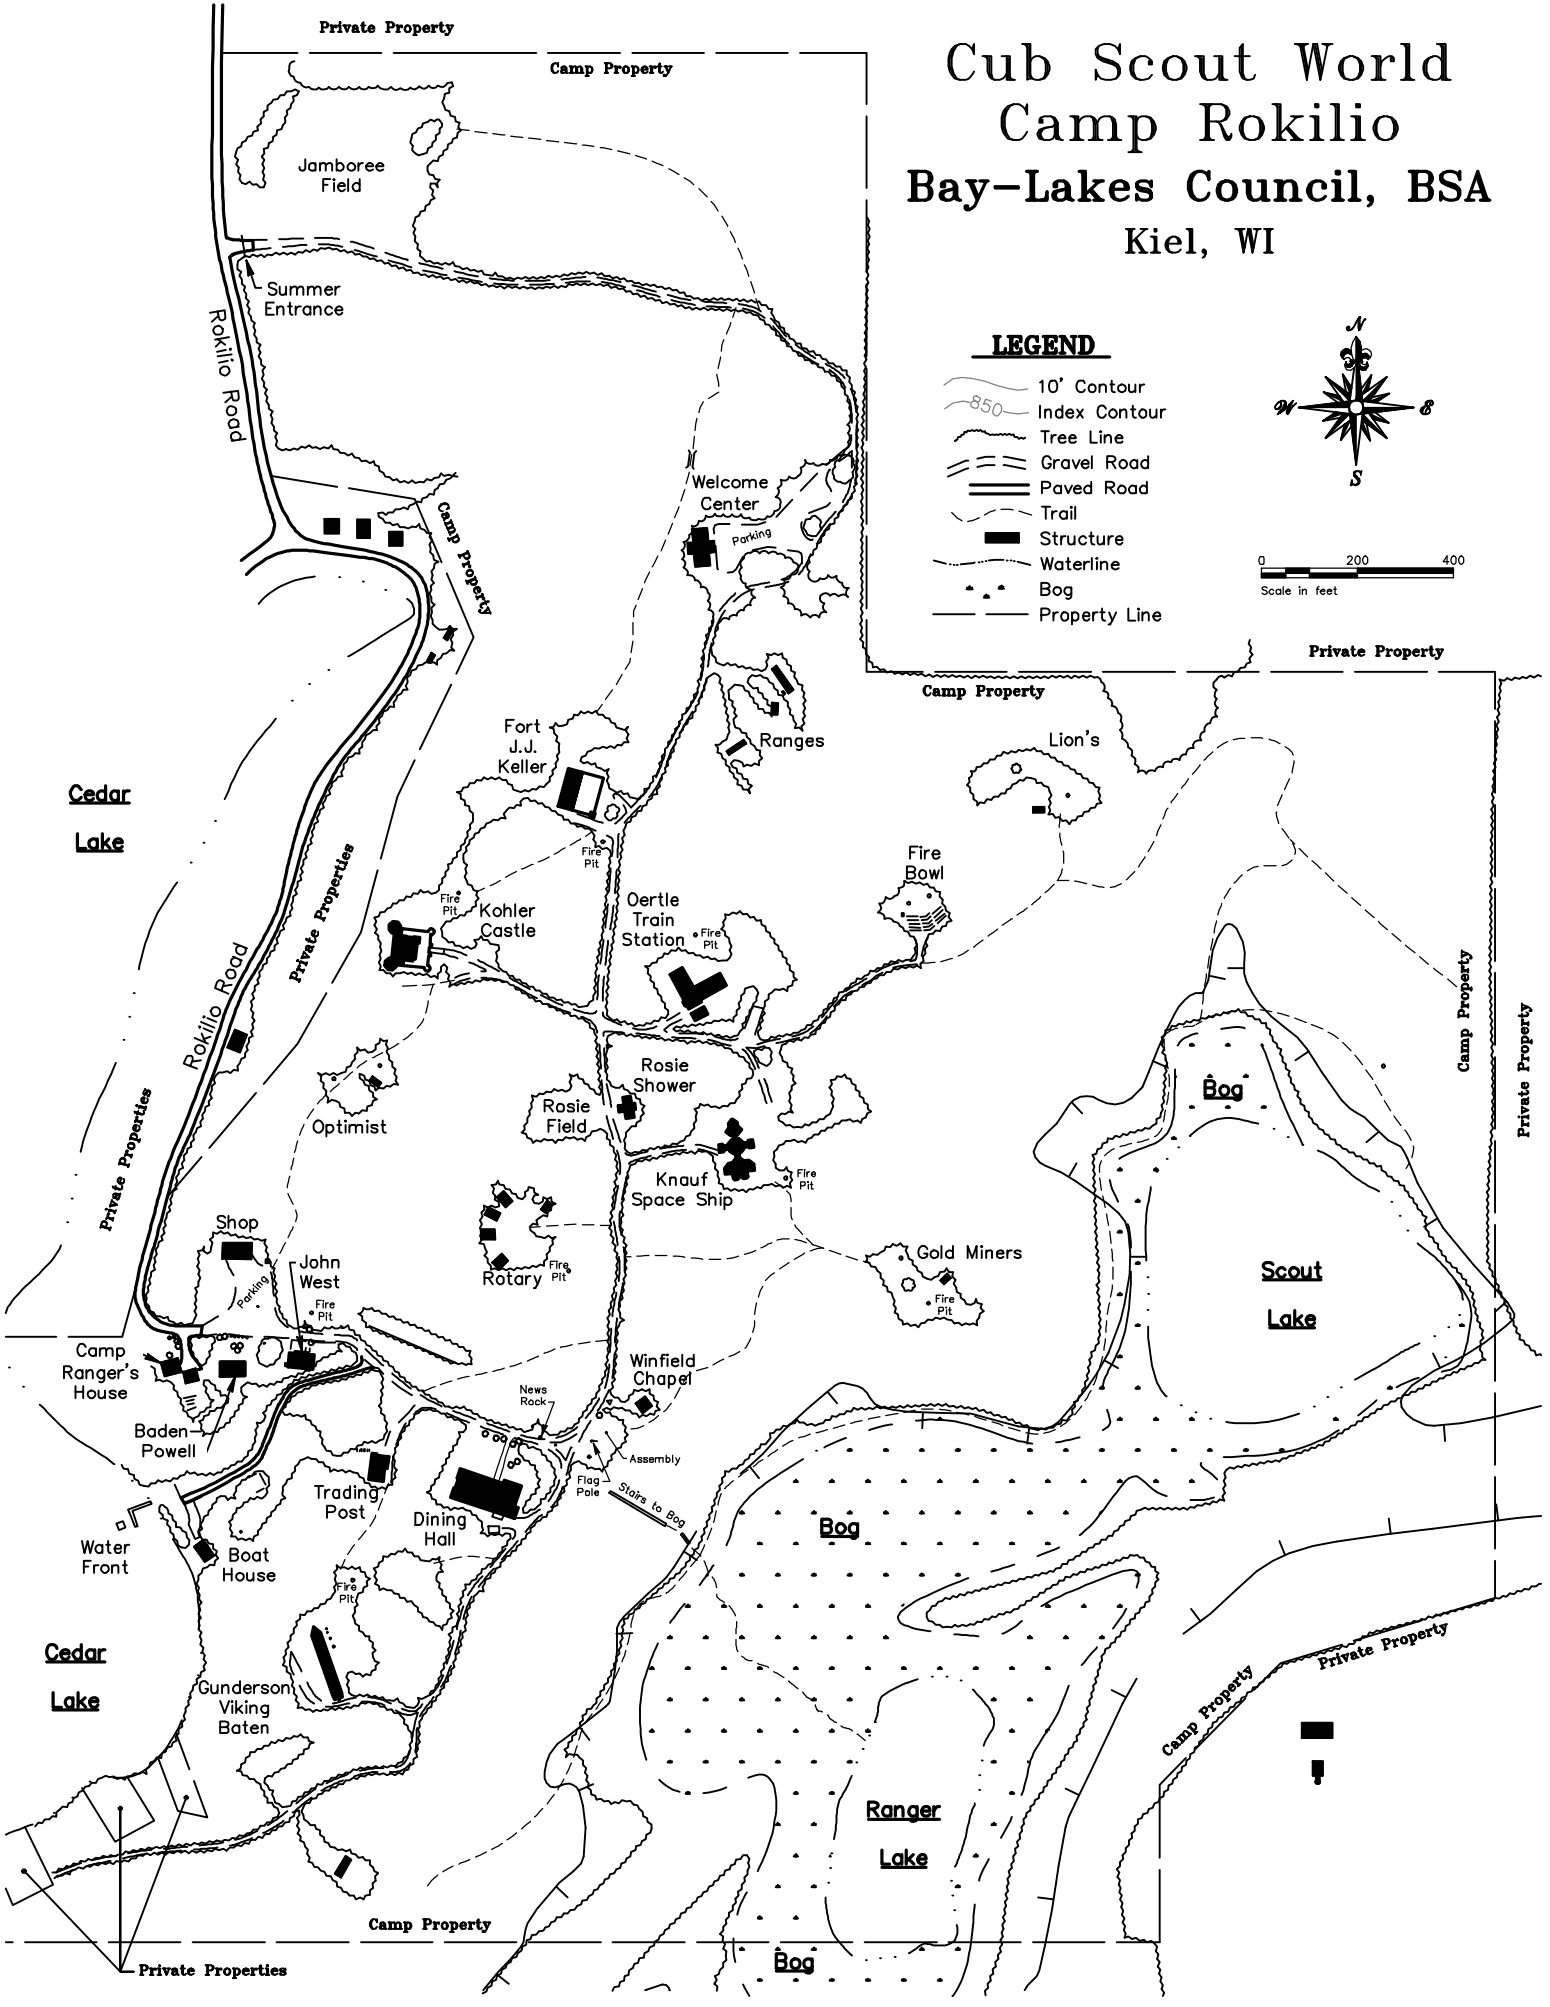 Private Property
Camp Property
Cub Scout World
Camp Rokilio
Bay-Lakes Council, BSA
Kiel, WI
Jamboree
Field
Summer
Entrance
Rokilio Road
LEGEND
10' Contour
850
Index Contour
Tree Line
Gravel Road
Paved Road
Trail
Structure
Waterline
Bog
Property Line
N
W
E
S
0 200 400
Scale in feet
Welcome
Center
Parking
Camp Property
Private Property
Camp Property
Ranges
Lion's
Fort
J.J.
Keller
Fire
Pit
Cedar
Lake
Private Properties
Fire
Bowl
Fire
Pit
Kohler
Castle
Oertle
Train
Station
Fire
Pit
Rokilio Road
Camp Property
Private Property
Private Properties
Optimist
Rosie
Shower
Rosie
Field
Bog
Knauf
Space Ship
Fire
Pit
Shop
Parking
John
West
Fire
Pit
Rotary
Fire
Pit
Gold Miners
Fire
Pit
Scout
Lake
Camp
Ranger's
House
Baden
Powell
Winfield
Chapel
News
Rock
Assembly
Flag
Pole
Stairs to Bog
Trading
Post
Dining
Hall
Bog
Water
Front
Boat
House
Fire
Pit
Cedar
Lake
Gunderson
Viking
Baten
Private Property
Camp Property
Ranger
Lake
Camp Property
Bog
Private Properties